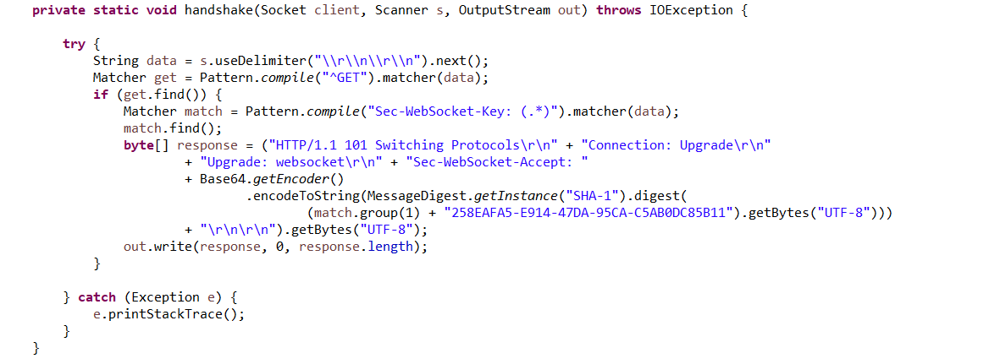 private static void handshake(Socket client, Scanner s, OutputStream out) throws IOException {
try {
String data = s.useDelimiter("\\r\\n\\r\\n").next();
Matcher get = Pattern.compile("^GET").matcher(data);
if (get.find()) {
Matcher match = Pattern.compile("Sec-WebSocket-Key: (.*)").matcher(data);
match.find();
byte[] response = ("HTTP/1.1 101 Switching Protocols\r\n" + "Connection: Upgrade\r\n"
+ "Upgrade: websocket\r\n" + "Sec-WebSocket-Accept: "
+ Base64.getEncoder()
.encodeToString(MessageDigest.getInstance("SHA-1").digest(
(match.group(1) + "258EAFA5-E914-47DA-95CA-C5AB0DC85B11").getBytes("UTF-8")))
+ "\r\n\r\n").getBytes("UTF-8");
out.write(response, 0, response.length);
}
} catch (Exception e) {
e.printStackTrace();
}
}